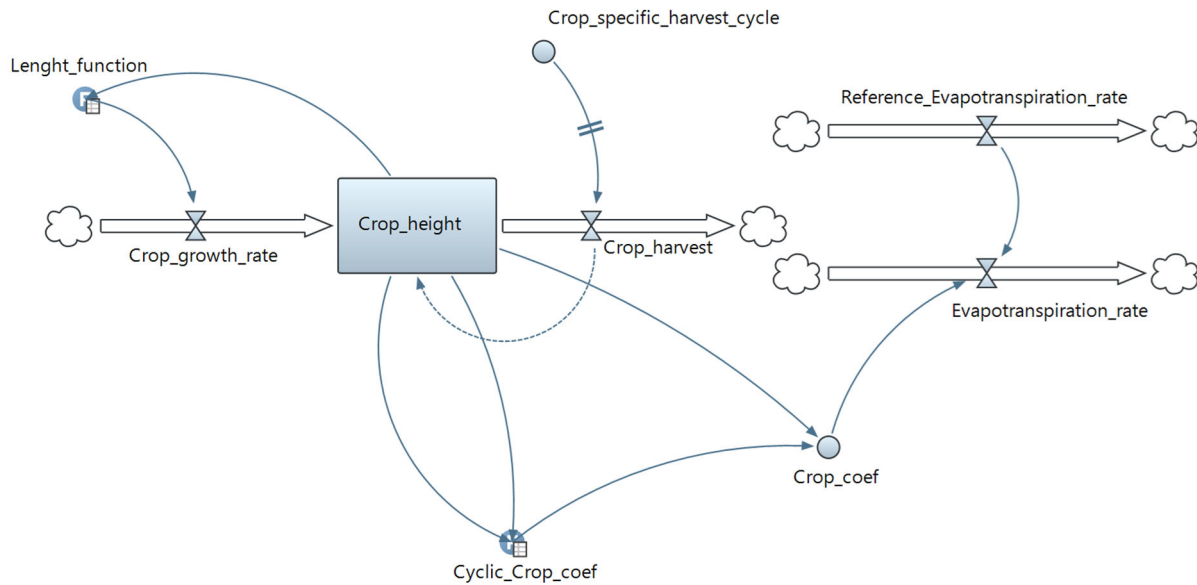 Crop_specific_harvest_cycle
Lenght_function
Reference_Evapotranspiration_rate
Crop_height
Crop_growth_rate
Crop_harvest
Evapotranspiration_rate
Crop_coef
Cyclic_Crop_coef